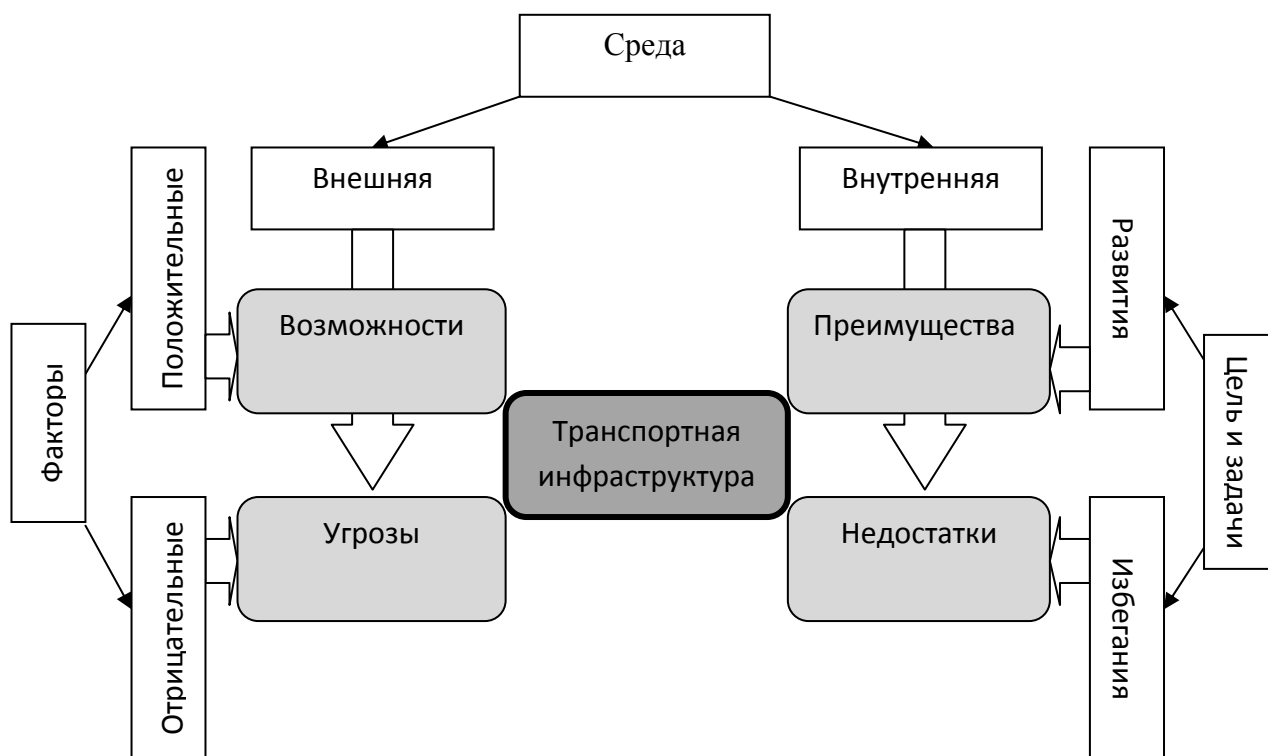 Среда
Внешняя
Внутренняя
Положительные
Развития
Возможности
Преимущества
Факторы
Транспортная
инфраструктура
Цель и задачи
Угрозы
Недостатки
Отрицательные
Избегания